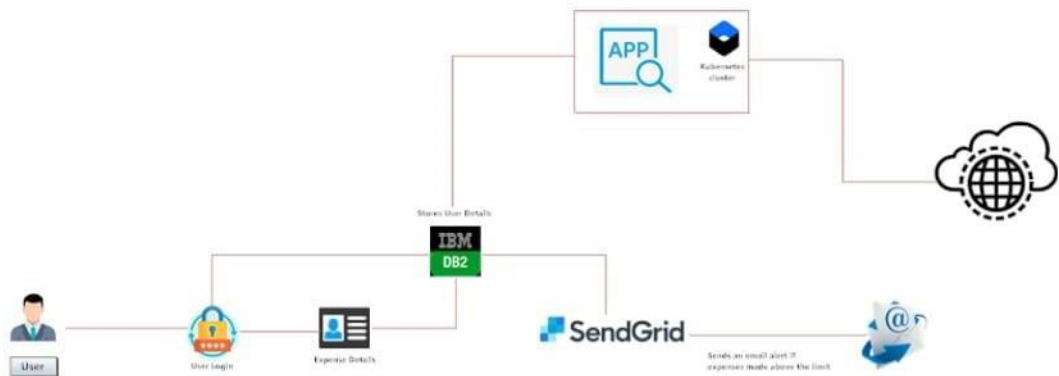 APP
Kubernetes
cluster
Stores User Details
IBM
DB2
SendGrid
@
User
User Login
Expense Details
Sends an email alert if
expenses made above the limit